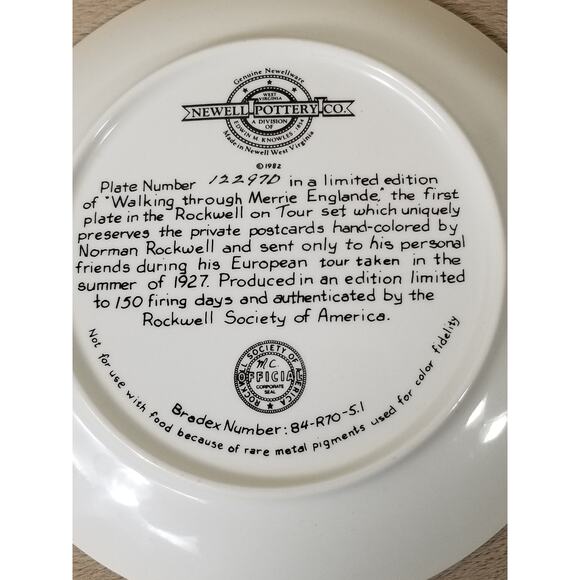 Genuine Newellware
WEST
VIRGINIA
NEWELL POTTERY CO.
A DIVISION OF
EDWIN M. KNOWLES 1854
Made in Newell West Virginia
© 1982
Plate Number 12297D in a limited edition
of "Walking through Merrie Englande," the first
plate in the "Rockwell on Tour" set which uniquely
preserves the private postcards hand-colored by
Norman Rockwell and sent only to his personal
friends during his European tour taken in the
summer of 1927. Produced in an edition limited
to 150 firing days and authenticated by the
Rockwell Society of America.
ROCKWELL SOCIETY OF AMERICA
M.C.
OFFICIAL
CORPORATE
SEAL
Bradex Number: 84-R70-5.1
Not for use with food because of rare metal pigments used for color fidelity